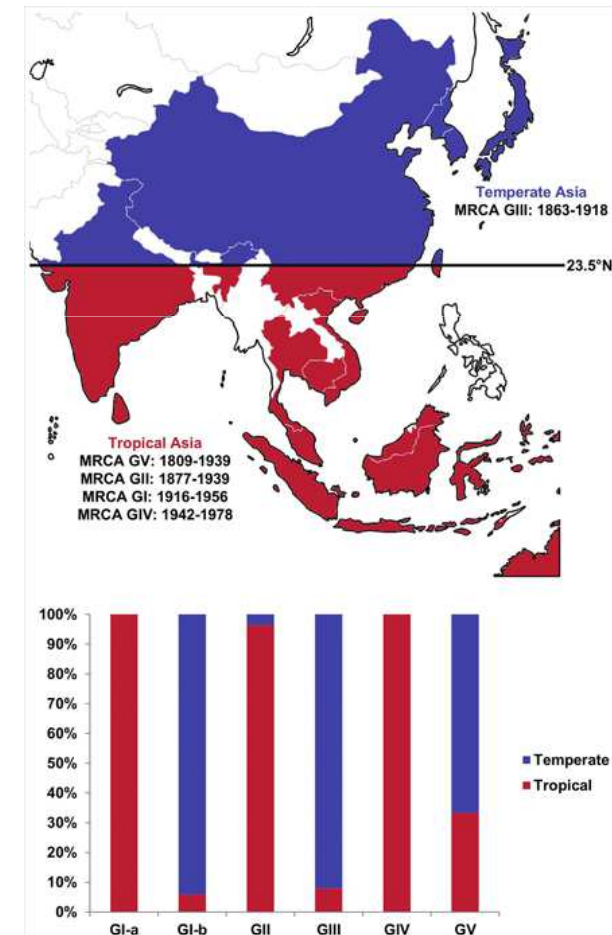 Temperate Asia
MRCA GIII: 1863-1918
23.5°N
Tropical Asia
MRCA GV: 1809-1939
MRCA GII: 1877-1939
MRCA GI: 1916-1956
MRCA GIV: 1942-1978
100%
90%
80%
70%
60%
50%
40%
30%
20%
10%
0%
Temperate
Tropical
GI-a GI-b GII GIII GIV GV